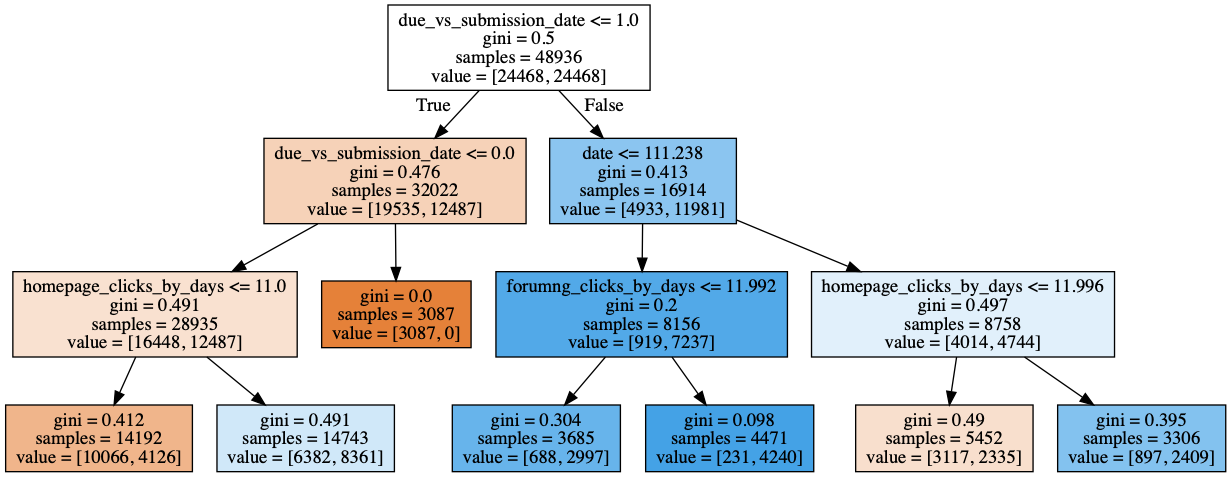 due_vs_submission_date <= 1.0
gini = 0.5
samples = 48936
value = [24468, 24468]
True
False
due_vs_submission_date <= 0.0
gini = 0.476
samples = 32022
value = [19535, 12487]
date <= 111.238
gini = 0.413
samples = 16914
value = [4933, 11981]
homepage_clicks_by_days <= 11.0
gini = 0.491
samples = 28935
value = [16448, 12487]
gini = 0.0
samples = 3087
value = [3087, 0]
forumng_clicks_by_days <= 11.992
gini = 0.2
samples = 8156
value = [919, 7237]
homepage_clicks_by_days <= 11.996
gini = 0.497
samples = 8758
value = [4014, 4744]
gini = 0.412
samples = 14192
value = [10066, 4126]
gini = 0.491
samples = 14743
value = [6382, 8361]
gini = 0.304
samples = 3685
value = [688, 2997]
gini = 0.098
samples = 4471
value = [231, 4240]
gini = 0.49
samples = 5452
value = [3117, 2335]
gini = 0.395
samples = 3306
value = [897, 2409]